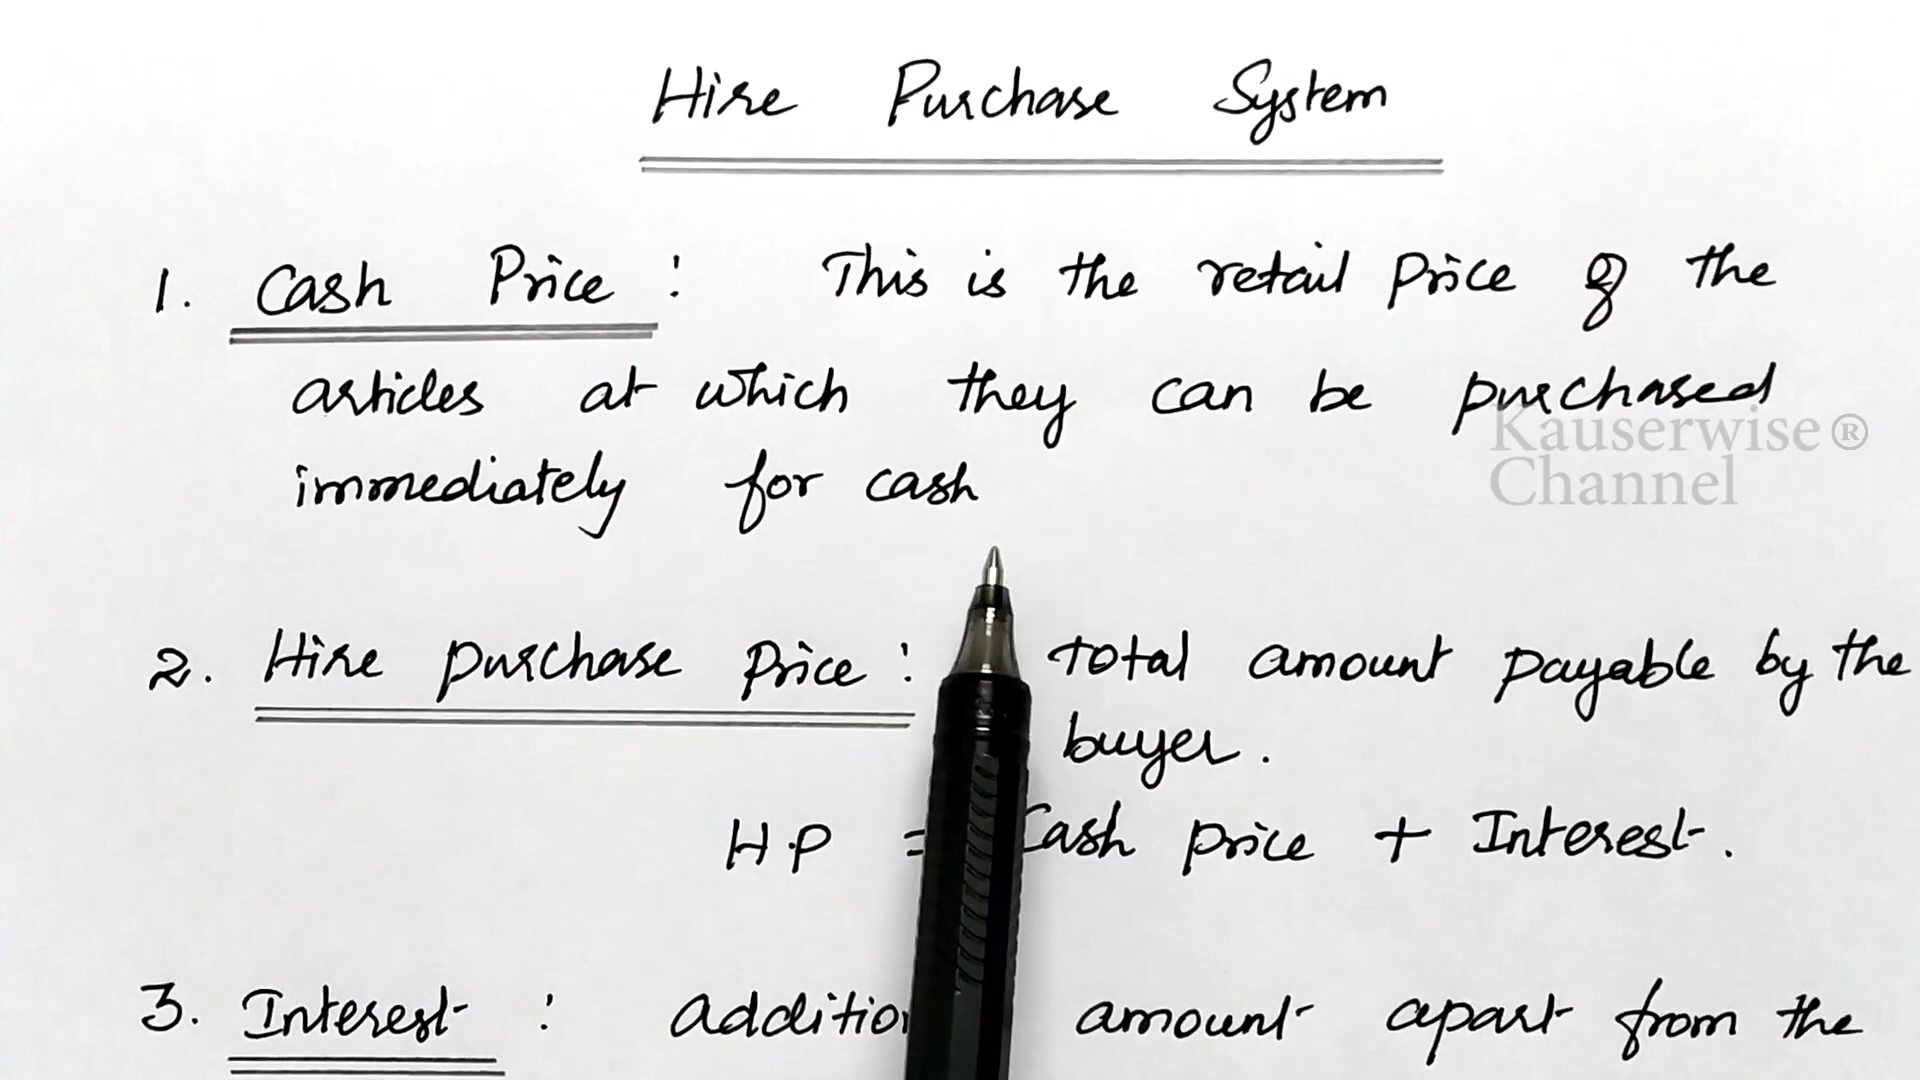 Hire Purchase System
1. Cash Price : This is the retail price of the
articles at which they can be purchased
immediately for cash
Kauserwise®
Channel
2. Hire purchase Price : total amount payable by the
buyer.
H.P = Cash price + Interest.
3. Interest : addition amount apart from the